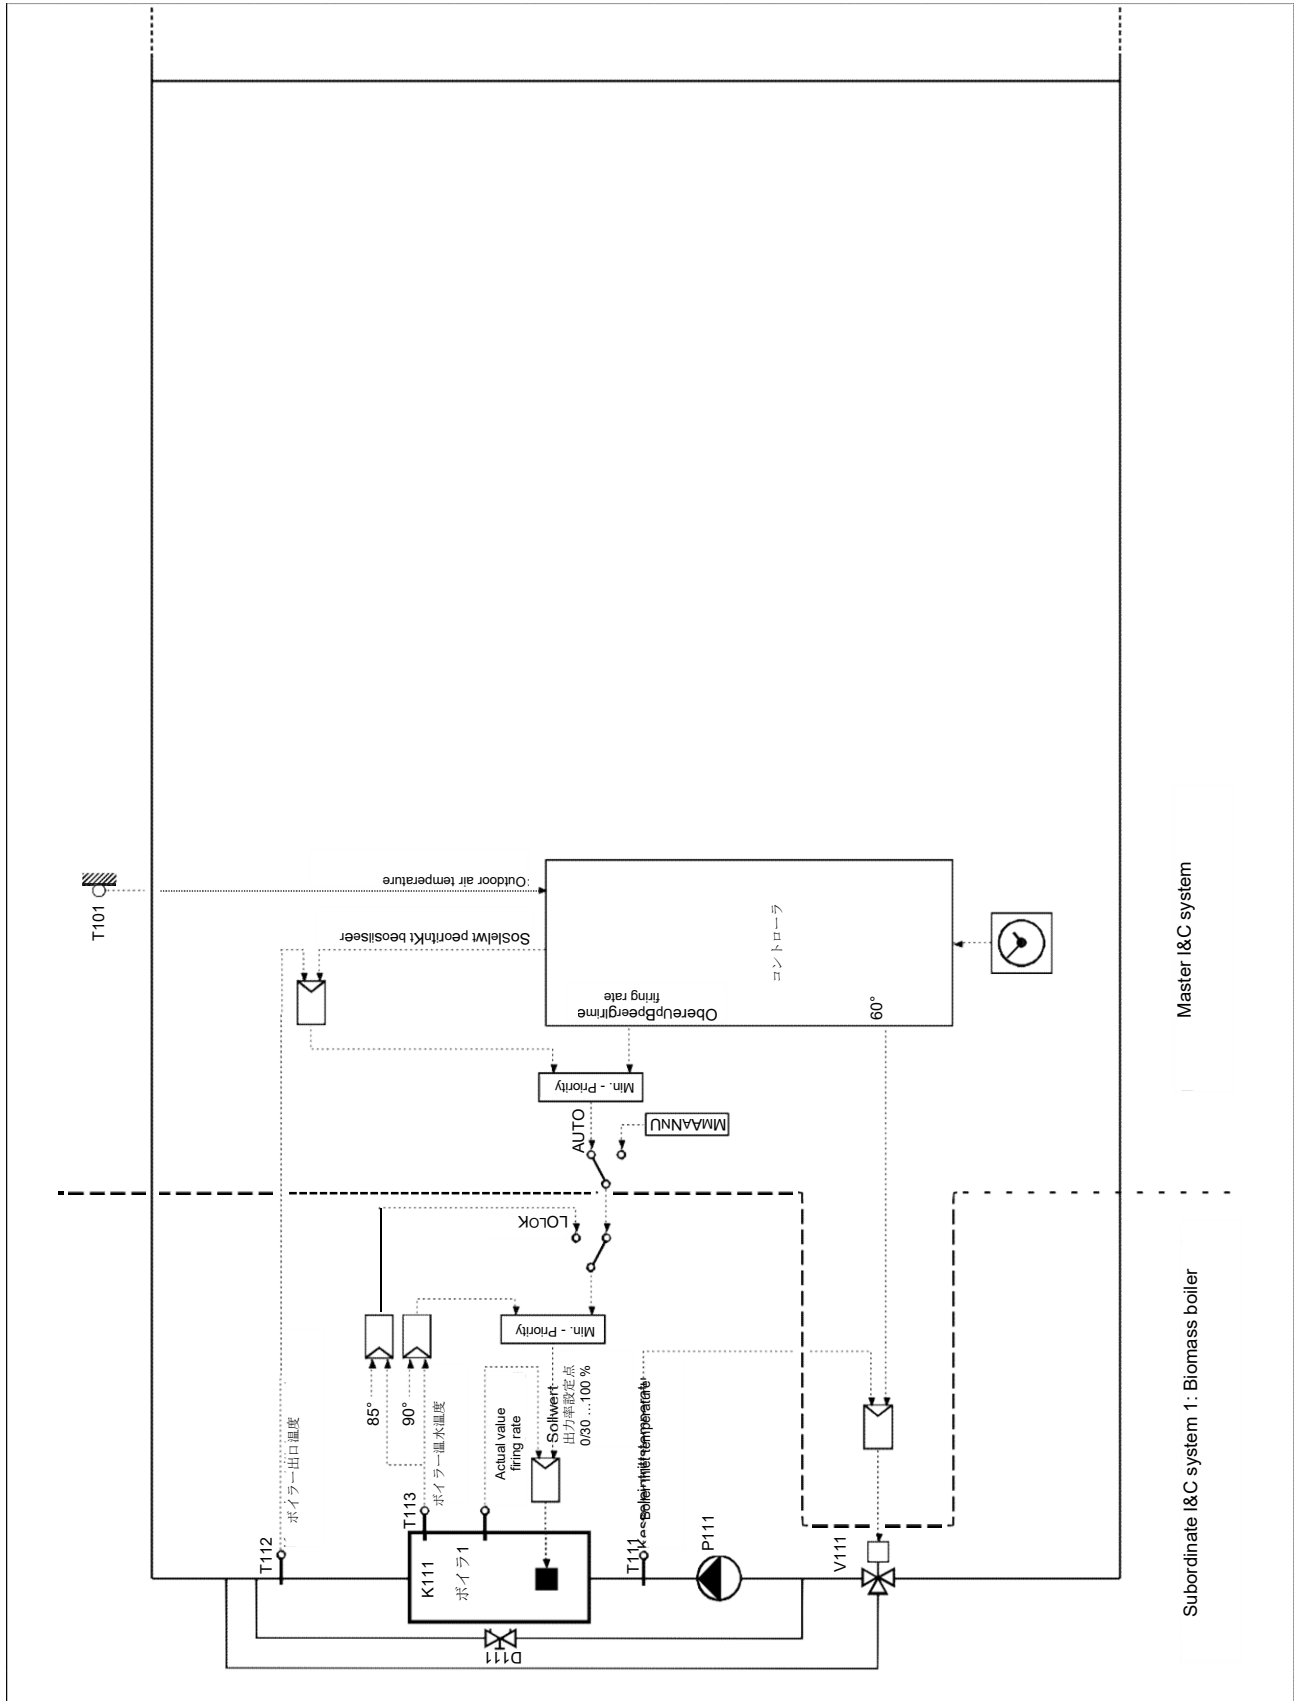 T101
Outdoor air temperature
コントローラ
firing rate
60°
Min. - Priority
AUTO
Master I&C system
85°
90°
Min. - Priority
ボイラー出口温度
ボイラー温水温度
Actual value
firing rate
Sollwert
出力率設定点
0/30 ...100 %
T112
T113
K111
ボイラ1
T111
P111
V111
D111
Subordinate I&C system 1: Biomass boiler